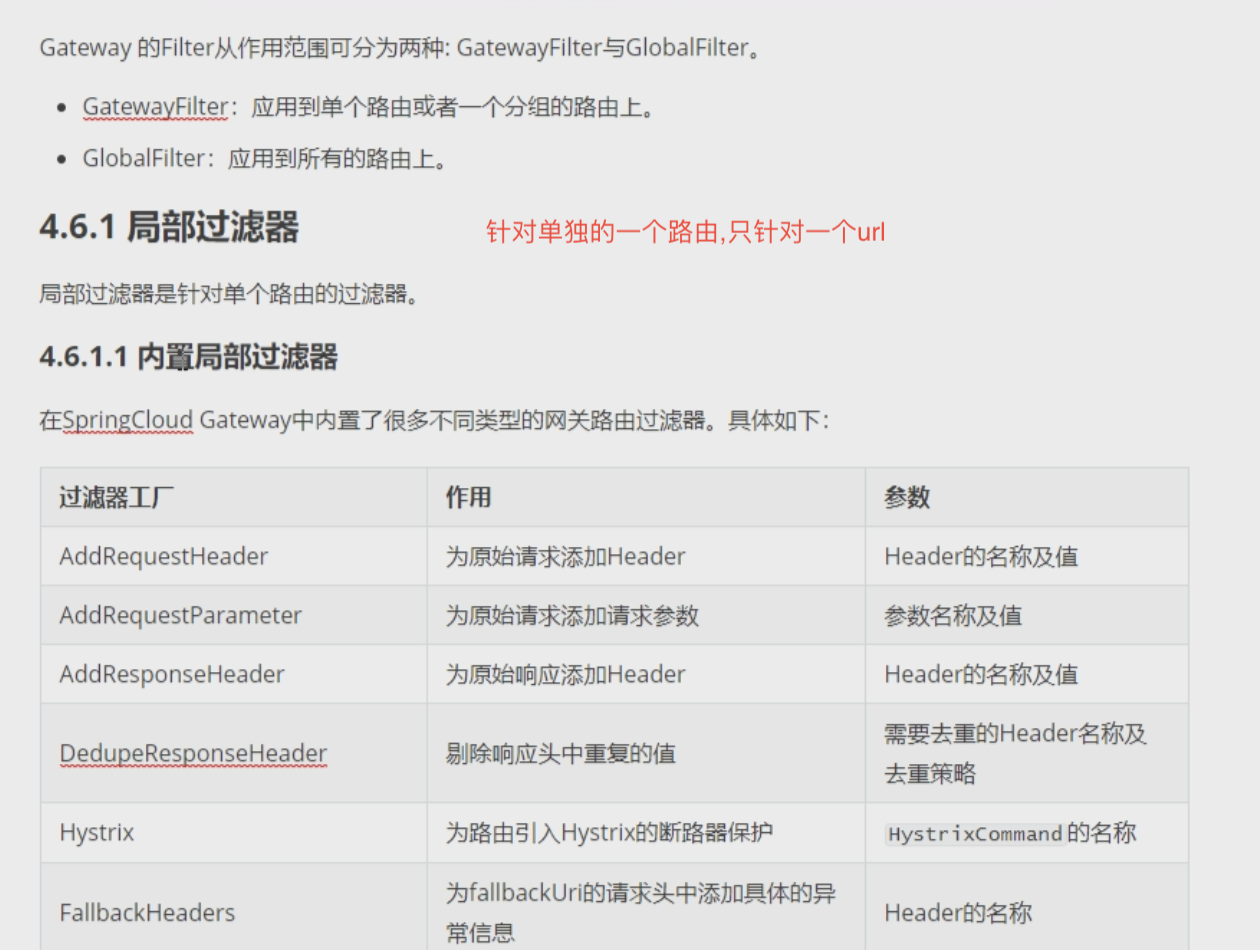 Gateway 的Filter从作用范围可分为两种: GatewayFilter与GlobalFilter。
• GatewayFilter：应用到单个路由或者一个分组的路由上。
• GlobalFilter：应用到所有的路由上。
4.6.1 局部过滤器
针对单独的一个路由,只针对一个url
局部过滤器是针对单个路由的过滤器。
4.6.1.1 内置局部过滤器
在SpringCloud Gateway中内置了很多不同类型的网关路由过滤器。具体如下：
过滤器工厂 作用 参数
AddRequestHeader 为原始请求添加Header Header的名称及值
AddRequestParameter 为原始请求添加请求参数 参数名称及值
AddResponseHeader 为原始响应添加Header Header的名称及值
DedupeResponseHeader 剔除响应头中重复的值 需要去重的Header名称及
去重策略
Hystrix 为路由引入Hystrix的断路器保护 HystrixCommand的名称
FallbackHeaders 为fallbackUri的请求头中添加具体的异
常信息 Header的名称